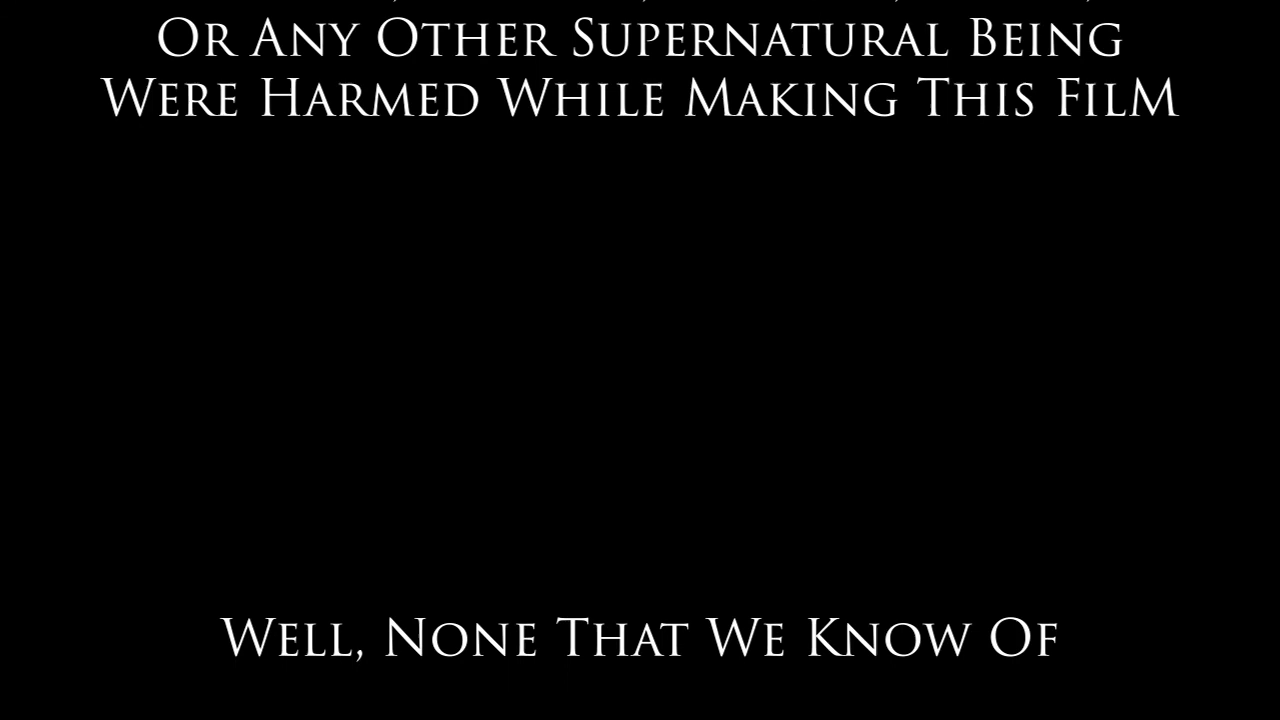 Or Any Other Supernatural Being
Were Harmed While Making This FilM
Well, None That We Know Of